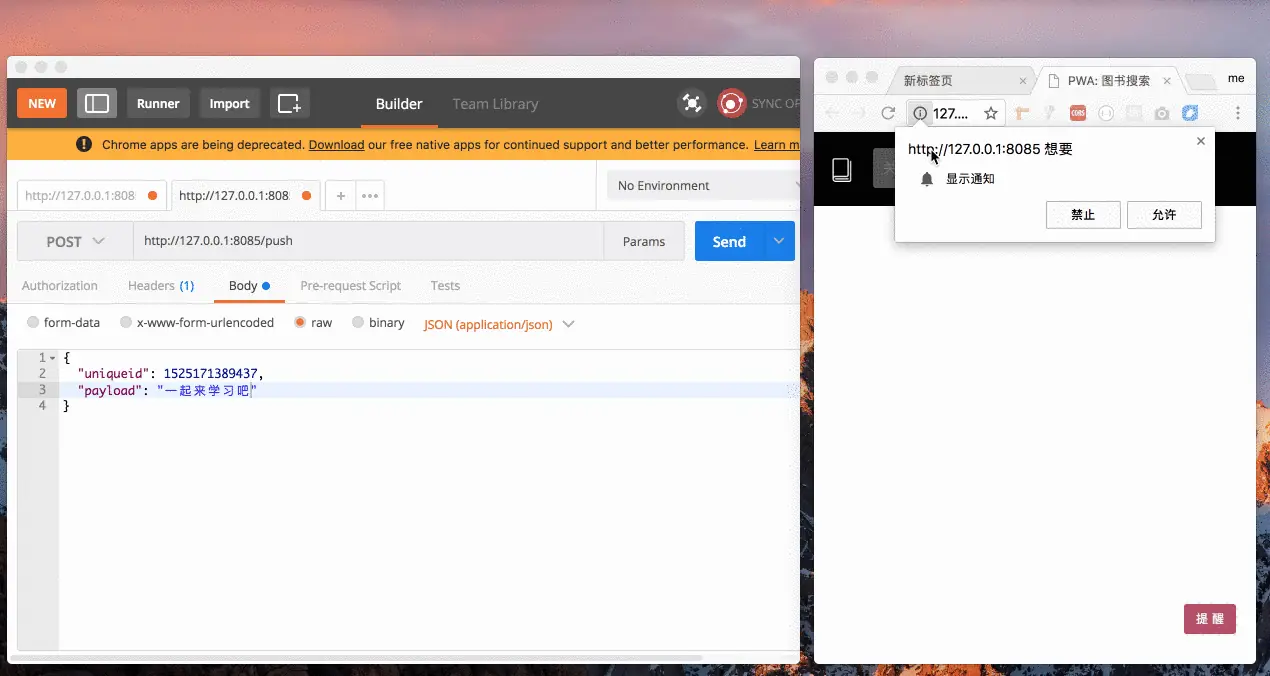 NEW
Runner
Import
Builder
Team Library
SYNC OF
Chrome apps are being deprecated. Download our free native apps for continued support and better performance. Learn m
http://127.0.0.1:808
http://127.0.0.1:808
+
•••
No Environment
POST
http://127.0.0.1:8085/push
Params
Send
Authorization
Headers (1)
Body
Pre-request Script
Tests
form-data
x-www-form-urlencoded
raw
binary
JSON (application/json)
1 {
2 "uniqueid": 1525171389437,
3 "payload": "一起来学习吧"
4 }
新标签页
PWA: 图书搜索
me
127....
CORS
http://127.0.0.1:8085 想要
显示通知
禁止
允许
提醒